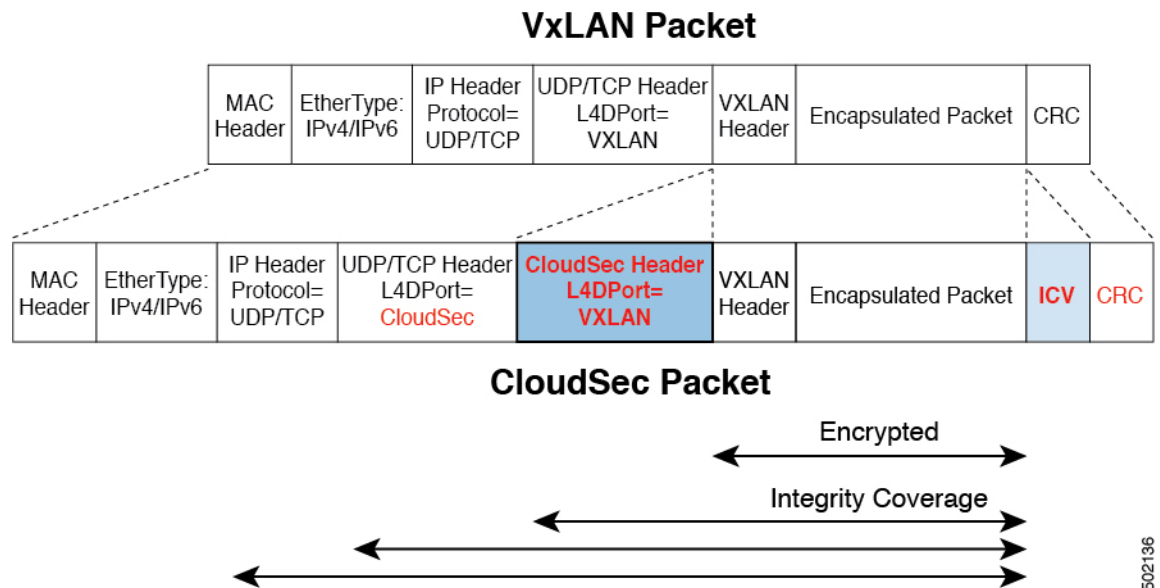 VxLAN Packet
MAC
Header
EtherType:
IPv4/IPv6
IP Header
Protocol=
UDP/TCP
UDP/TCP Header
L4DPort=
VXLAN
VXLAN
Header
Encapsulated Packet
CRC
MAC
Header
EtherType:
IPv4/IPv6
IP Header
Protocol=
UDP/TCP
UDP/TCP Header
L4DPort=
CloudSec
CloudSec Header
L4DPort=
VXLAN
VXLAN
Header
Encapsulated Packet
ICV
CRC
CloudSec Packet
Encrypted
Integrity Coverage
502136